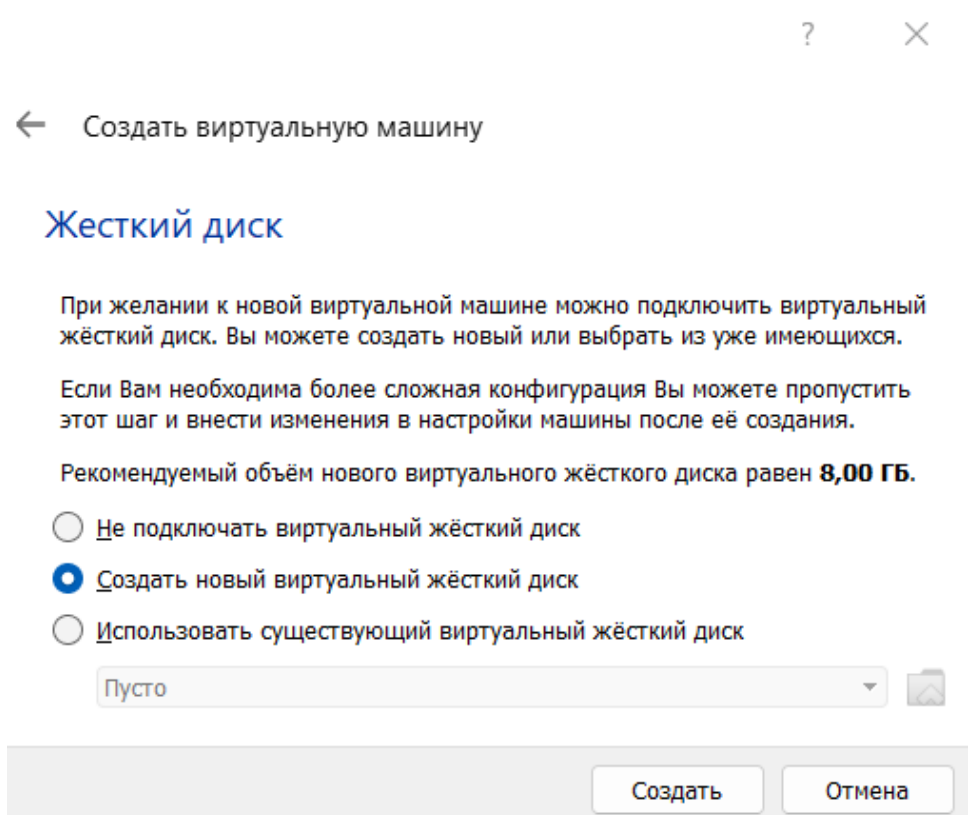 ?
Создать виртуальную машину
Жесткий диск
При желании к новой виртуальной машине можно подключить виртуальный
жёсткий диск. Вы можете создать новый или выбрать из уже имеющихся.
Если Вам необходима более сложная конфигурация Вы можете пропустить
этот шаг и внести изменения в настройки машины после её создания.
Рекомендуемый объём нового виртуального жёсткого диска равен 8,00 ГБ.
Не подключать виртуальный жёсткий диск
Создать новый виртуальный жёсткий диск
Использовать существующий виртуальный жёсткий диск
Пусто
Создать Отмена